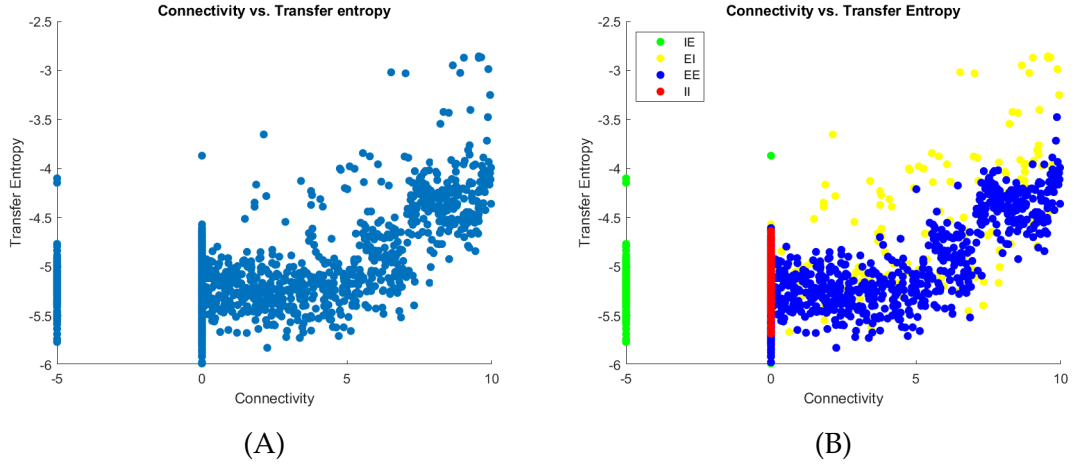 Connectivity vs. Transfer entropy
-2.5
-3
-3.5
-4
-4.5
-5
-5.5
-6
Transfer Entropy
-5
0
5
10
Connectivity
(A)
Connectivity vs. Transfer Entropy
IE
EI
EE
II
-2.5
-3
-3.5
-4
-4.5
-5
-5.5
-6
Transfer Entropy
-5
0
5
10
Connectivity
(B)